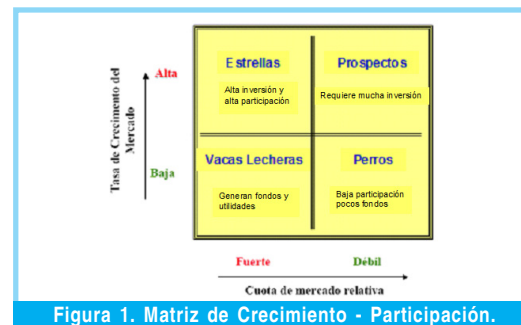 Tasa de Crecimiento del
Mercado
Alta
Baja
Estrellas
Alta inversión y
alta participación
Prospectos
Requiere mucha inversión
Vacas Lecheras
Generan fondos y
utilidades
Perros
Baja participación
pocos fondos
Fuerte
Débil
Cuota de mercado relativa
Figura 1. Matriz de Crecimiento - Participación.